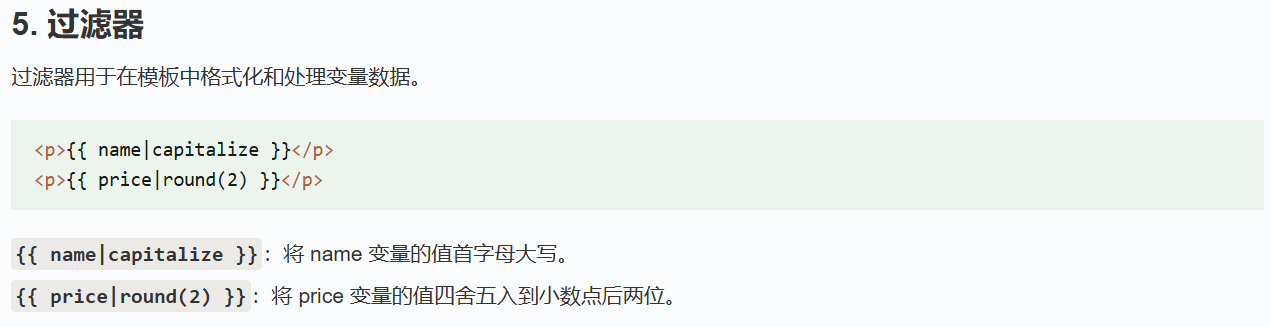 5. 过滤器
过滤器用于在模板中格式化和处理变量数据。
<p>{{ name|capitalize }}</p>
<p>{{ price|round(2) }}</p>
{{ name|capitalize }}：将 name 变量的值首字母大写。
{{ price|round(2) }}：将 price 变量的值四舍五入到小数点后两位。